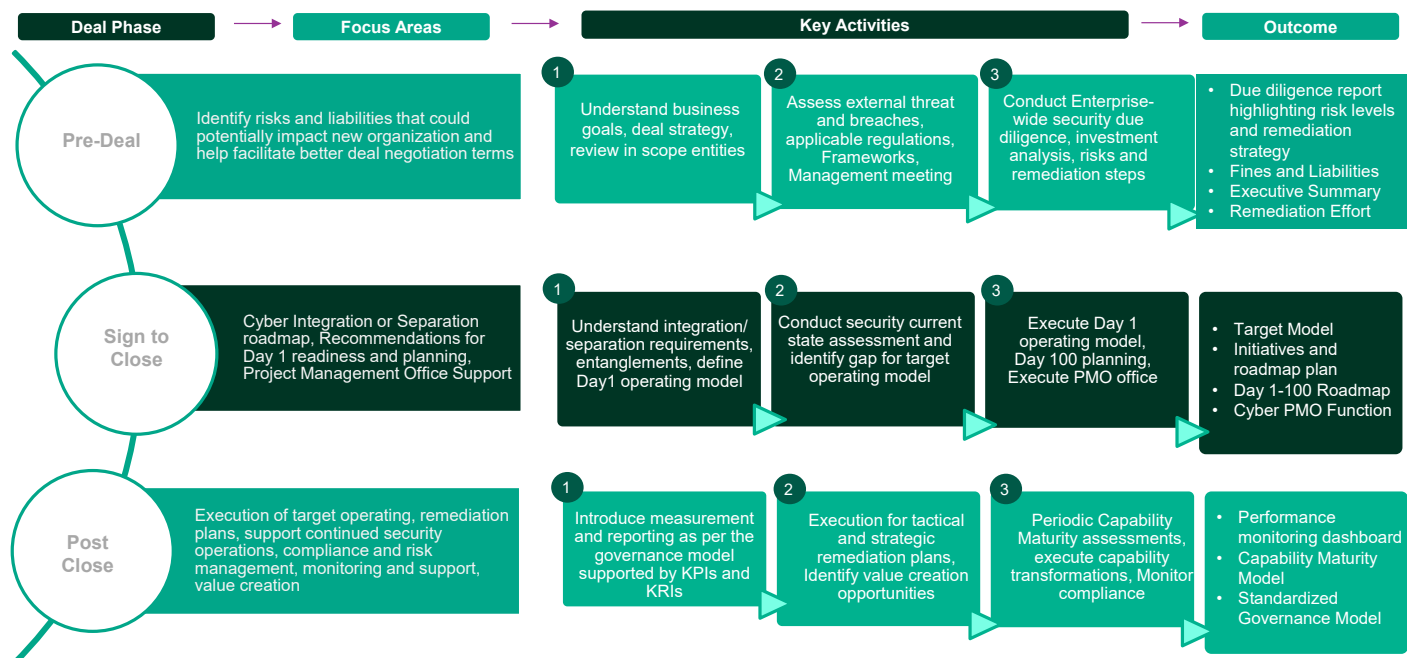 Deal Phase
Focus Areas
Key Activities
Outcome
Pre-Deal
Identify risks and liabilities that could
potentially impact new organization and
help facilitate better deal negotiation terms
1
Understand business
goals, deal strategy,
review in scope entities
2
Assess external threat
and breaches,
applicable regulations,
Frameworks,
Management meeting
3
Conduct Enterprise-
wide security due
diligence, investment
analysis, risks and
remediation steps
• Due diligence report
highlighting risk levels
and remediation
strategy
• Fines and Liabilities
• Executive Summary
• Remediation Effort
Sign to
Close
Cyber Integration or Separation
roadmap, Recommendations for
Day 1 readiness and planning,
Project Management Office Support
1
Understand integration/
separation requirements,
entanglements, define
Day1 operating model
2
Conduct security current
state assessment and
identify gap for target
operating model
3
Execute Day 1
operating model,
Day 100 planning,
Execute PMO office
• Target Model
• Initiatives and
roadmap plan
• Day 1-100 Roadmap
• Cyber PMO Function
Post
Close
Execution of target operating, remediation
plans, support continued security
operations, compliance and risk
management, monitoring and support,
value creation
1
Introduce measurement
and reporting as per the
governance model
supported by KPIs and
KRIs
2
Execution for tactical
and strategic
remediation plans,
Identify value creation
opportunities
3
Periodic Capability
Maturity assessments,
execute capability
transformations, Monitor
compliance
• Performance
monitoring dashboard
• Capability Maturity
Model
• Standardized
Governance Model